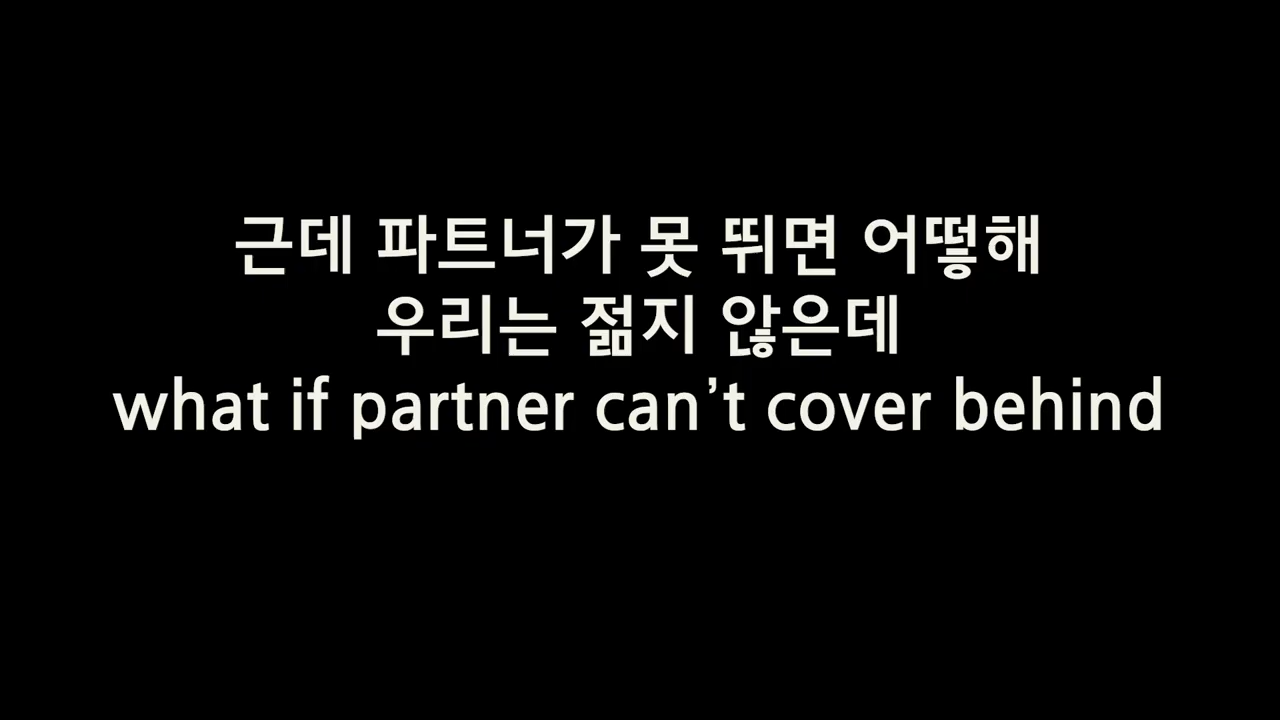 근데 파트너가 못 뛰면 어떻해
우리는 젊지 않은데
what if partner can’t cover behind